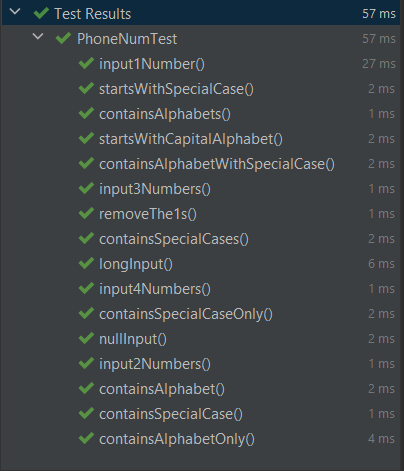 Test Results 57 ms
PhoneNumTest 57 ms
input1Number() 27 ms
startsWithSpecialCase() 2 ms
containsAlphabets() 1 ms
startsWithCapitalAlphabet() 2 ms
containsAlphabetWithSpecialCase() 2 ms
input3Numbers() 1 ms
removeThe1s() 1 ms
containsSpecialCases() 2 ms
longInput() 6 ms
input4Numbers() 1 ms
containsSpecialCaseOnly() 2 ms
nullInput() 2 ms
input2Numbers() 1 ms
containsAlphabet() 2 ms
containsSpecialCase() 1 ms
containsAlphabetOnly() 4 ms